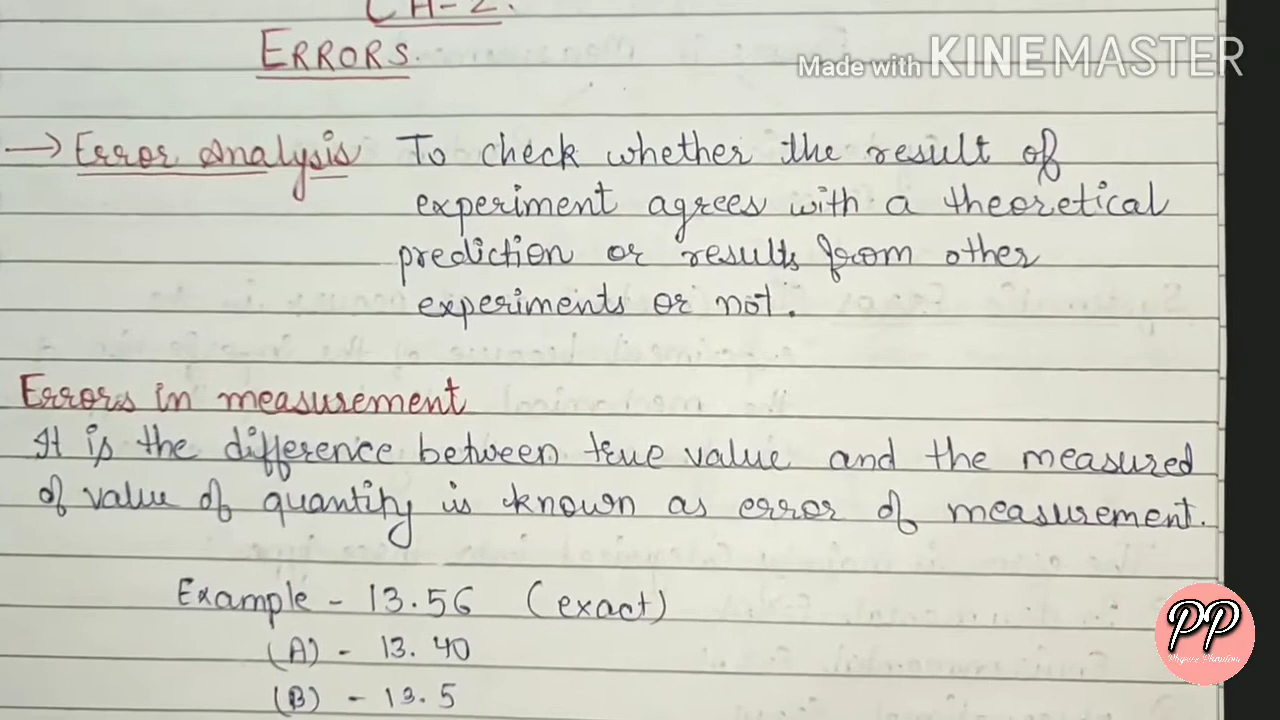 CH-2.
ERRORS.
Made with KINEMASTER
→ Error Analysis To check whether the result of
experiment agrees with a theoretical
prediction or results from other
experiments or not.
Errors in measurement
It is the difference between true value and the measured
of value of quantity is known as error of measurement.
Example - 13.56 (exact)
(A) - 13.40
(B) - 13.5
PP